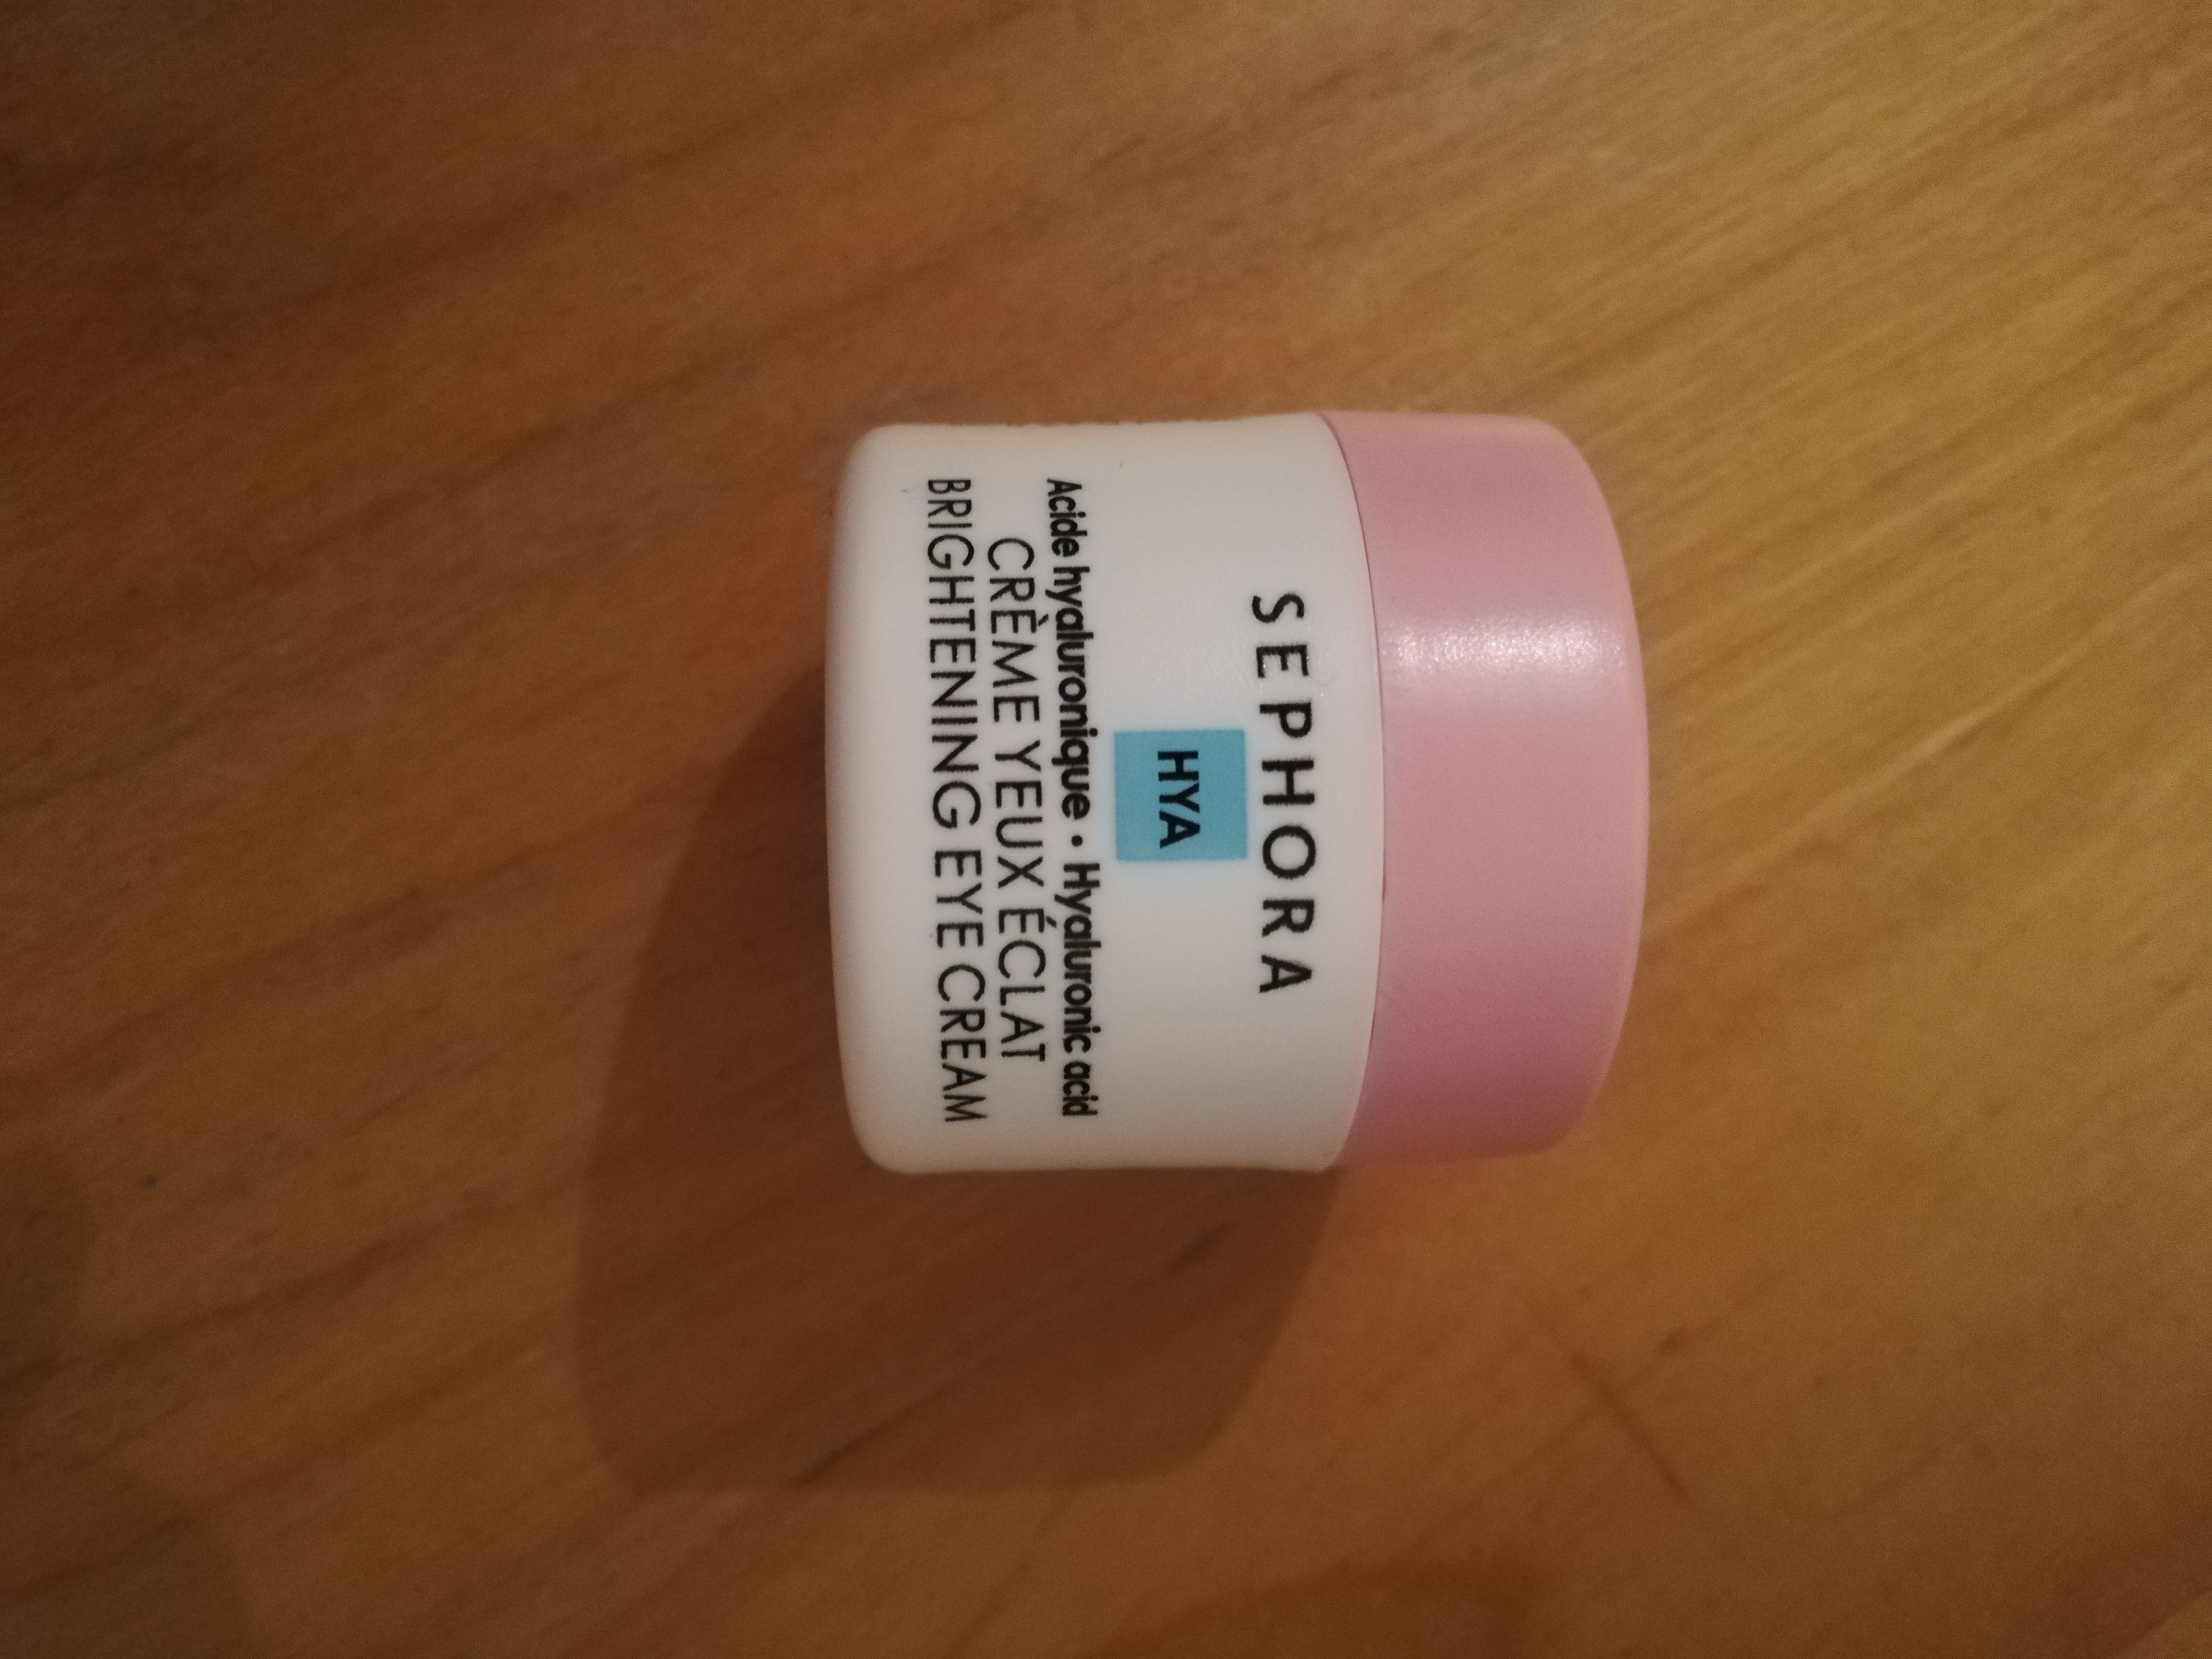 SEPHORA
HYA
Acide hyaluronique • Hyaluronic acid
CRÈME YEUX ÉCLAT
BRIGHTENING EYE CREAM